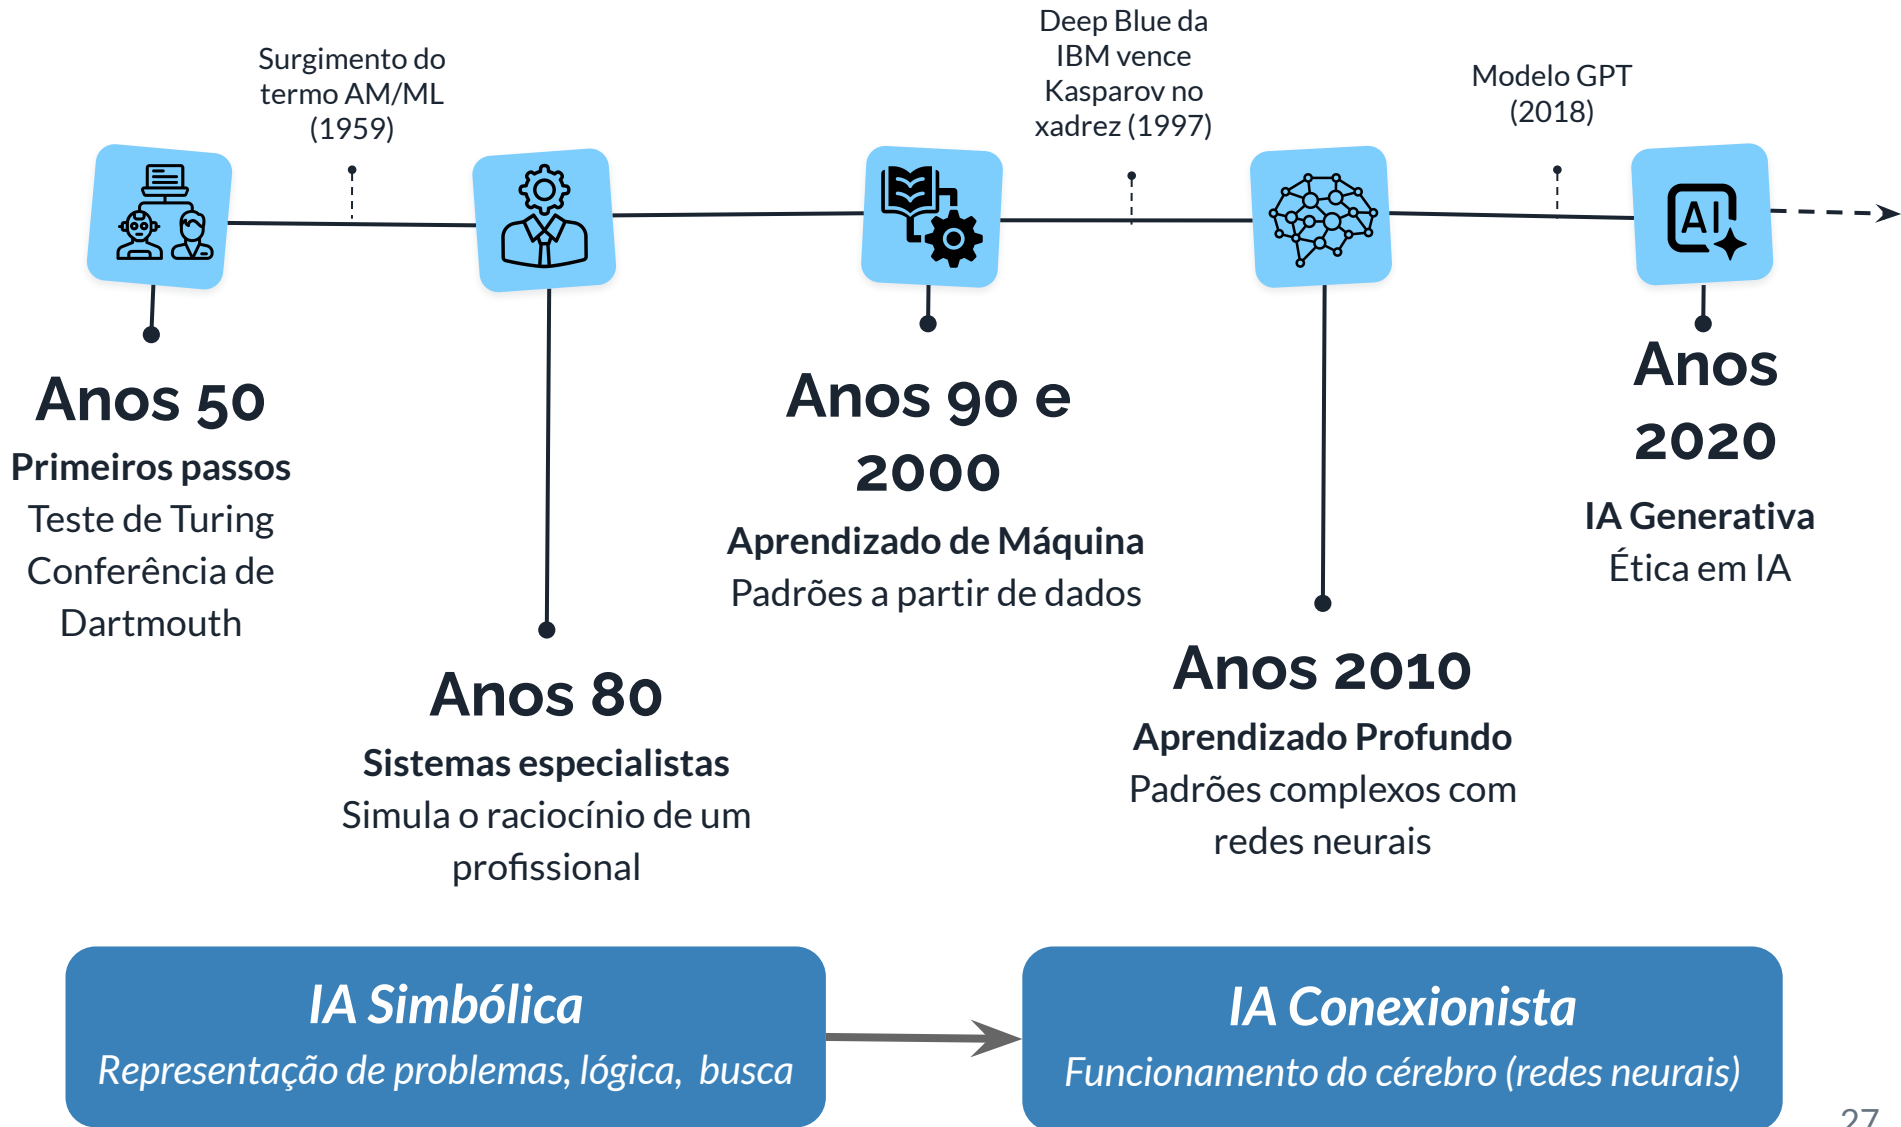 Surgimento do
termo AM/ML
(1959)
Deep Blue da
IBM vence
Kasparov no
xadrez (1997)
Modelo GPT
(2018)
AI
Anos 50
Primeiros passos
Teste de Turing
Conferência de
Dartmouth
Anos 80
Sistemas especialistas
Simula o raciocínio de um
profissional
Anos 90 e
2000
Aprendizado de Máquina
Padrões a partir de dados
Anos 2010
Aprendizado Profundo
Padrões complexos com
redes neurais
Anos
2020
IA Generativa
Ética em IA
IA Simbólica
Representação de problemas, lógica, busca
IA Conexionista
Funcionamento do cérebro (redes neurais)
27